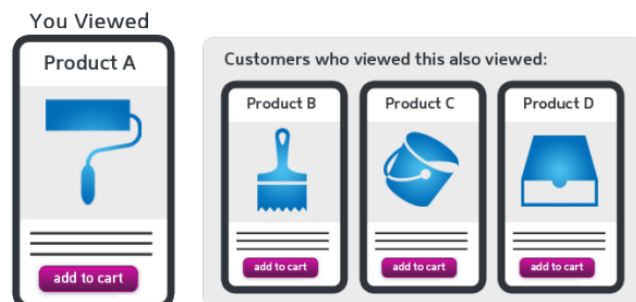 You Viewed
Product A
add to cart
Customers who viewed this also viewed:
Product B
add to cart
Product C
add to cart
Product D
add to cart